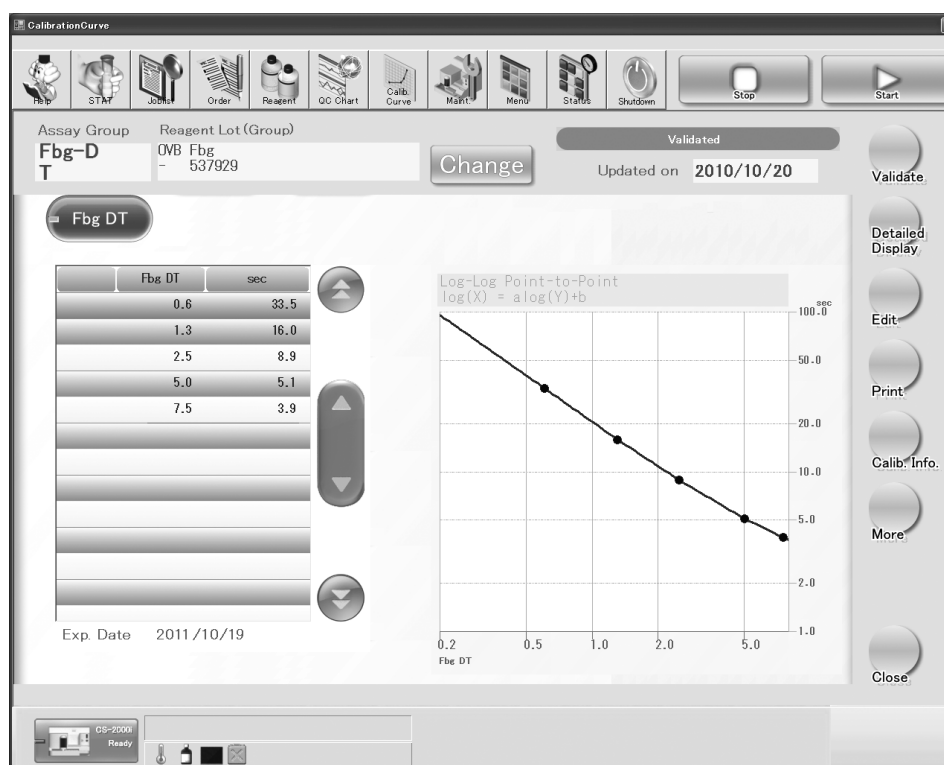 CalibrationCurve
Help
STAT
Joblist
Order
Reagent
QC Chart
Calib.
Curve
Maint.
Menu
Status
Shutdown
Stop
Start
Assay Group
Reagent Lot (Group)
Fbg-D
T
OVB Fbg
- 537929
Change
Validated
Updated on 2010/10/20
Validate
Fbg DT
Detailed
Display
Fbg DT sec
0.6 33.5
1.3 16.0
2.5 8.9
5.0 5.1
7.5 3.9
Exp. Date 2011/10/19
Log-Log Point-to-Point
log(X) = alog(Y)+b
sec
100.0
50.0
20.0
10.0
5.0
2.0
1.0
0.2 0.5 1.0 2.0 5.0
Fbg DT
Edit
Print
Calib. Info.
More
Close
CS-2000i
Ready